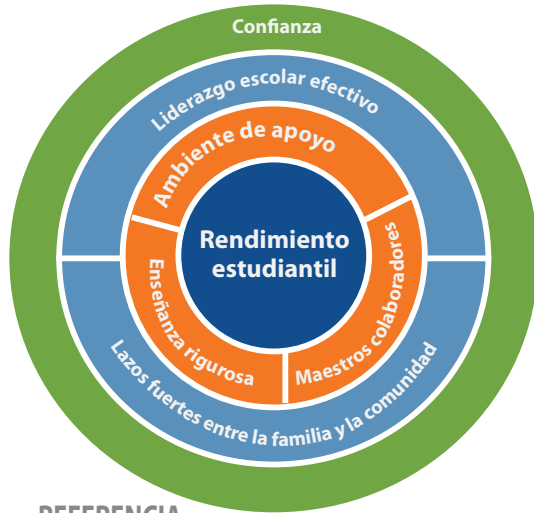 Confianza
Liderazgo escolar efectivo
Ambiente de apoyo
Rendimiento
estudiantil
Enseñanza rigurosa
Maestros colaboradores
Lazos fuertes entre la familia y la comunidad
REFERENCIA